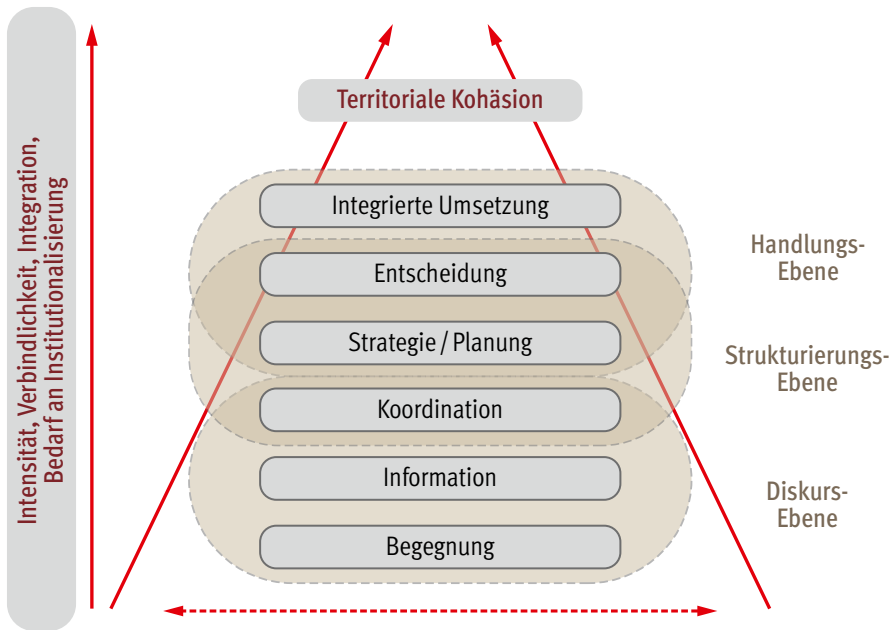 Intensität, Verbindlichkeit, Integration,
Bedarf an Institutionalisierung
Territoriale Kohäsion
Integrierte Umsetzung
Entscheidung
Strategie / Planung
Koordination
Information
Begegnung
Handlungs-
Ebene
Strukturierungs-
Ebene
Diskurs-
Ebene